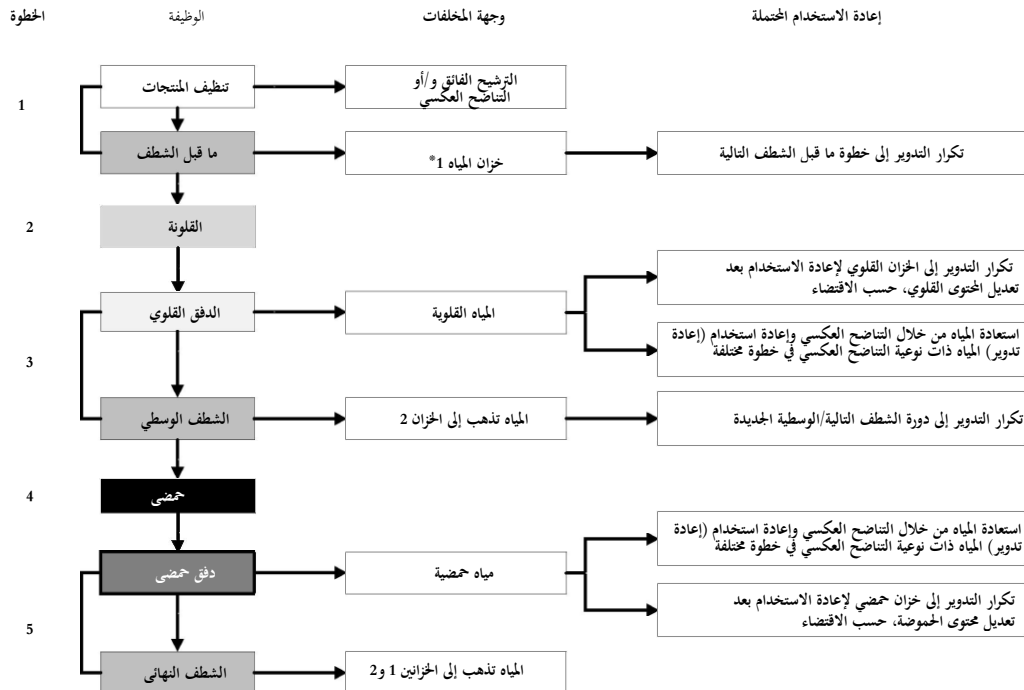 الخطوة
الوظيفة
وجهة المخلفات
إعادة الاستخدام المحتملة
1
تنظيف المنتجات
الترشيح الفائق و/أو
التناضح العكسي
ما قبل الشطف
خزان المياه 1*
تكرار التدوير إلى خطوة ما قبل الشطف التالية
2
القلونة
3
الدفق القلوي
المياه القلوية
تكرار التدوير إلى الخزان القلوي لإعادة الاستخدام بعد
تعديل المحتوى القلوي، حسب الاقتضاء
استعادة المياه من خلال التناضح العكسي وإعادة استخدام (إعادة
تدوير) المياه ذات نوعية التناضح العكسي في خطوة مختلفة
الشطف الوسطي
المياه تذهب إلى الخزان 2
تكرار التدوير إلى دورة الشطف التالية/الوسطية الجديدة
4
حمضى
5
دفق حمضى
مياه حمضية
استعادة المياه من خلال التناضح العكسي وإعادة استخدام (إعادة
تدوير) المياه ذات نوعية التناضح العكسي في خطوة مختلفة
تكرار التدوير إلى خزان حمضي لإعادة الاستخدام بعد
تعديل محتوى الحموضة، حسب الاقتضاء
الشطف النهائى
المياه تذهب إلى الخزانين 1 و2